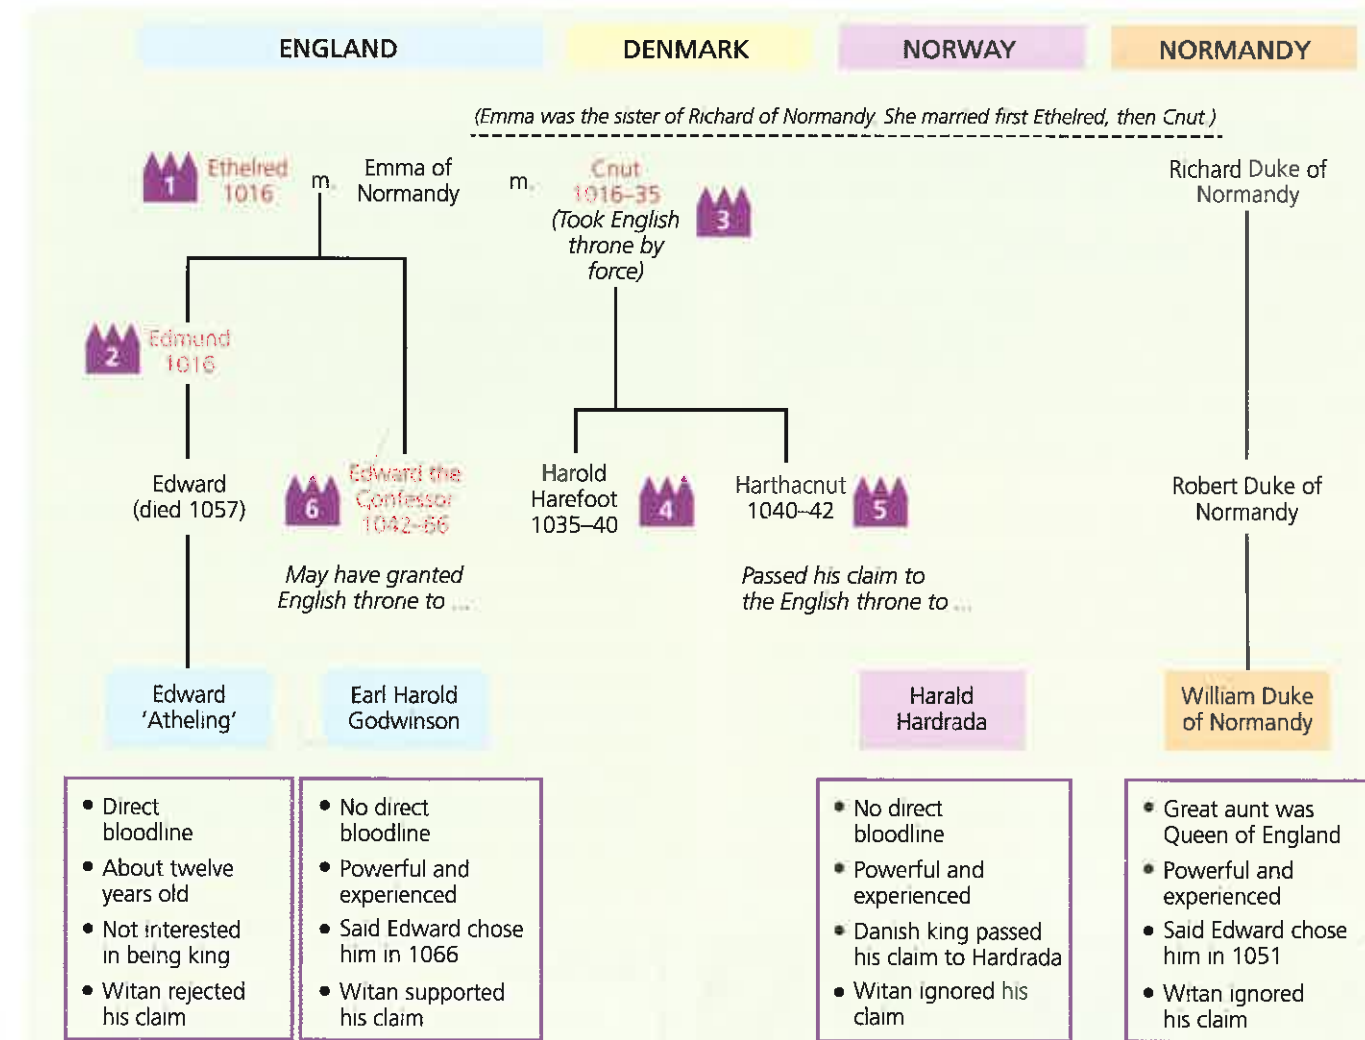 ENGLAND
DENMARK
NORWAY
NORMANDY
(Emma was the sister of Richard of Normandy. She married first Ethelred, then Cnut.)
1
Ethelred
1016
m.
Emma of
Normandy
m.
Cnut
1016–35
(Took English
throne by
force)
3
Richard Duke of
Normandy
2
Edmund
1016
Edward
(died 1057)
6
Edward the
Confessor
1042–66
Harold
Harefoot
1035–40
4
Harthacnut
1040–42
5
Robert Duke of
Normandy
May have granted
English throne to ...
Passed his claim to
the English throne to ...
Edward
'Atheling'
Earl Harold
Godwinson
Harald
Hardrada
William Duke
of Normandy
• Direct
bloodline
• About twelve
years old
• Not interested
in being king
• Witan rejected
his claim
• No direct
bloodline
• Powerful and
experienced
• Said Edward chose
him in 1066
• Witan supported
his claim
• No direct
bloodline
• Powerful and
experienced
• Danish king passed
his claim to Hardrada
• Witan ignored his
claim
• Great aunt was
Queen of England
• Powerful and
experienced
• Said Edward chose
him in 1051
• Witan ignored
his claim